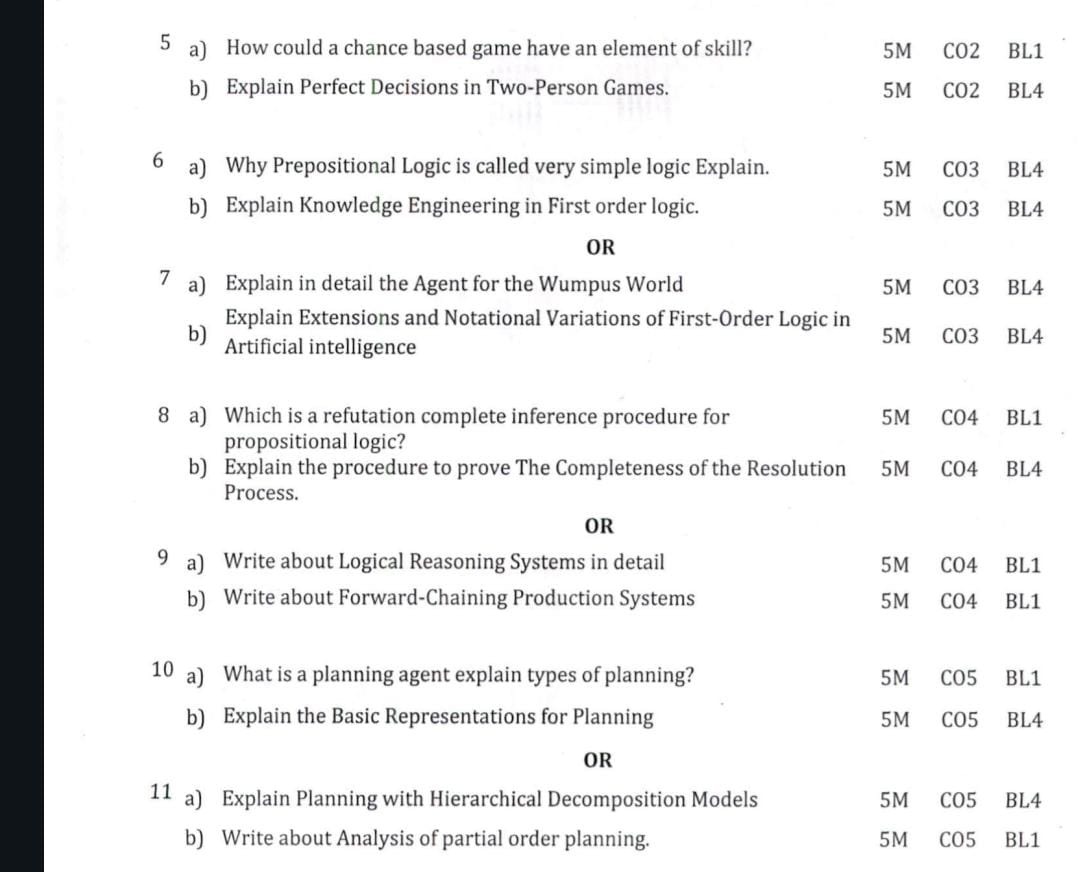 5 a) How could a chance based game have an element of skill? 5M CO2 BL1
b) Explain Perfect Decisions in Two-Person Games. 5M CO2 BL4
6 a) Why Prepositional Logic is called very simple logic Explain. 5M CO3 BL4
b) Explain Knowledge Engineering in First order logic. 5M CO3 BL4
OR
7 a) Explain in detail the Agent for the Wumpus World 5M CO3 BL4
b) Explain Extensions and Notational Variations of First-Order Logic in
Artificial intelligence 5M CO3 BL4
8 a) Which is a refutation complete inference procedure for 5M CO4 BL1
propositional logic?
b) Explain the procedure to prove The Completeness of the Resolution 5M CO4 BL4
Process.
OR
9 a) Write about Logical Reasoning Systems in detail 5M CO4 BL1
b) Write about Forward-Chaining Production Systems 5M CO4 BL1
10 a) What is a planning agent explain types of planning? 5M CO5 BL1
b) Explain the Basic Representations for Planning 5M CO5 BL4
OR
11 a) Explain Planning with Hierarchical Decomposition Models 5M CO5 BL4
b) Write about Analysis of partial order planning. 5M CO5 BL1